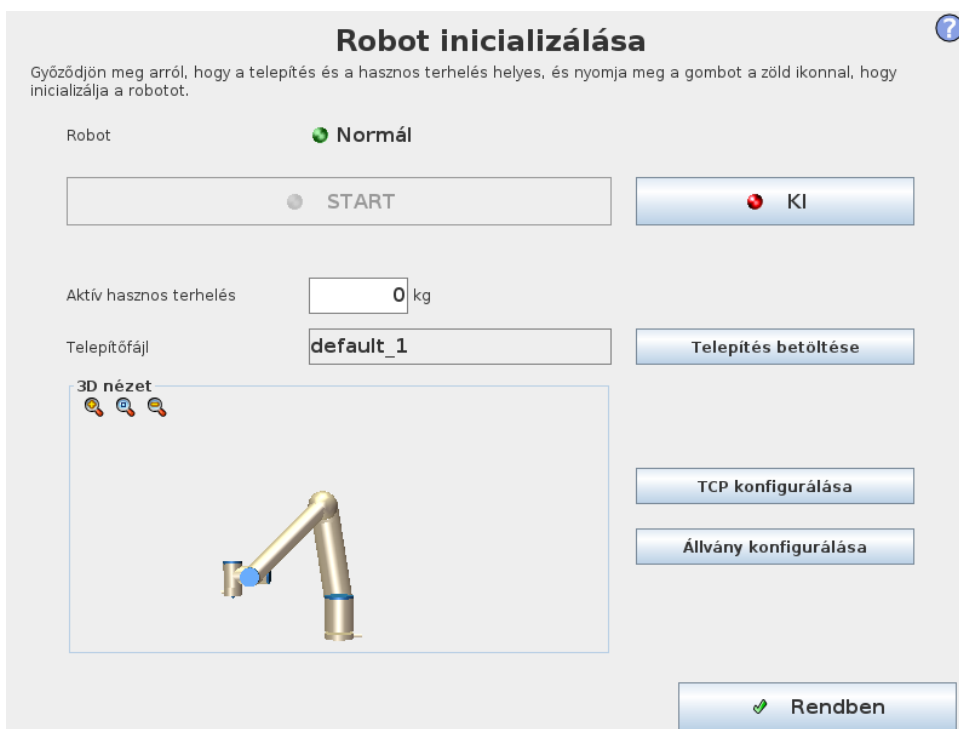 Robot inicializálása
?
Győződjön meg arról, hogy a telepítés és a hasznos terhelés helyes, és nyomja meg a gombot a zöld ikonnal, hogy
inicializálja a robotot.
Robot
Normál
START
KI
Aktív hasznos terhelés
0 kg
Telepítőfájl
default_1
Telepítés betöltése
3D nézet
TCP konfigurálása
Állvány konfigurálása
Rendben